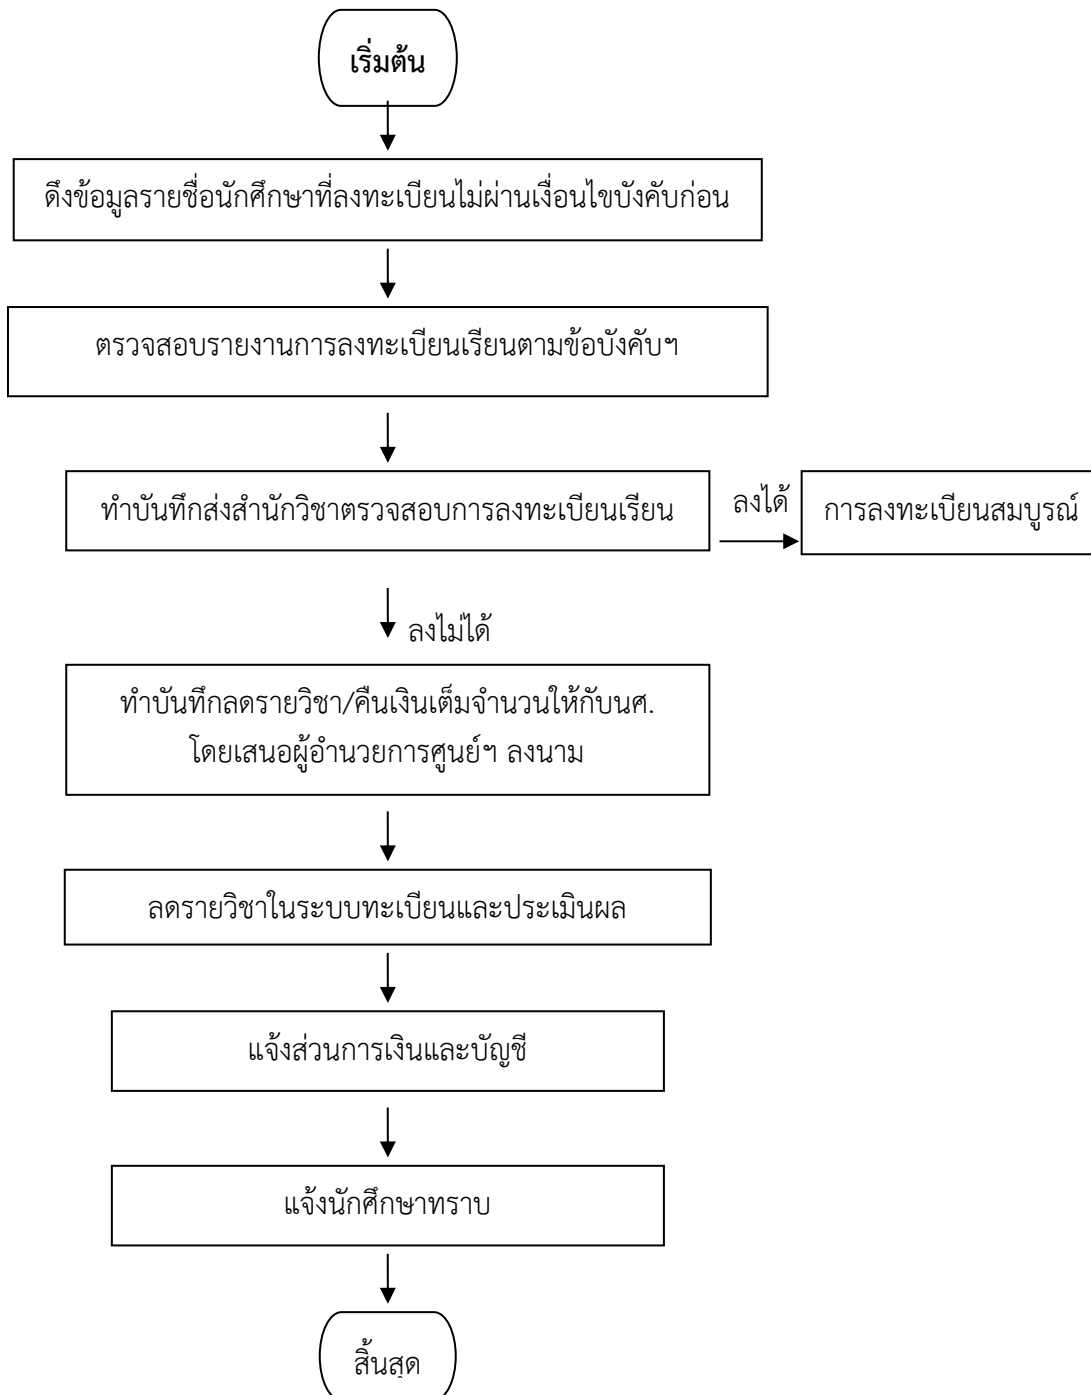 เริ่มต้น
ดึงข้อมูลรายชื่อนักศึกษาที่ลงทะเบียนไม่ผ่านเงื่อนไขบังคับก่อน
ตรวจสอบรายงานการลงทะเบียนเรียนตามข้อบังคับฯ
ทำบันทึกส่งสำนักวิชาตรวจสอบการลงทะเบียนเรียน
ลงได้
การลงทะเบียนสมบูรณ์
ลงไม่ได้
ทำบันทึกลดรายวิชา/คืนเงินเต็มจำนวนให้กับนศ.
โดยเสนอผู้อำนวยการศูนย์ฯ ลงนาม
ลดรายวิชาในระบบทะเบียนและประเมินผล
แจ้งส่วนการเงินและบัญชี
แจ้งนักศึกษาทราบ
สิ้นสุด